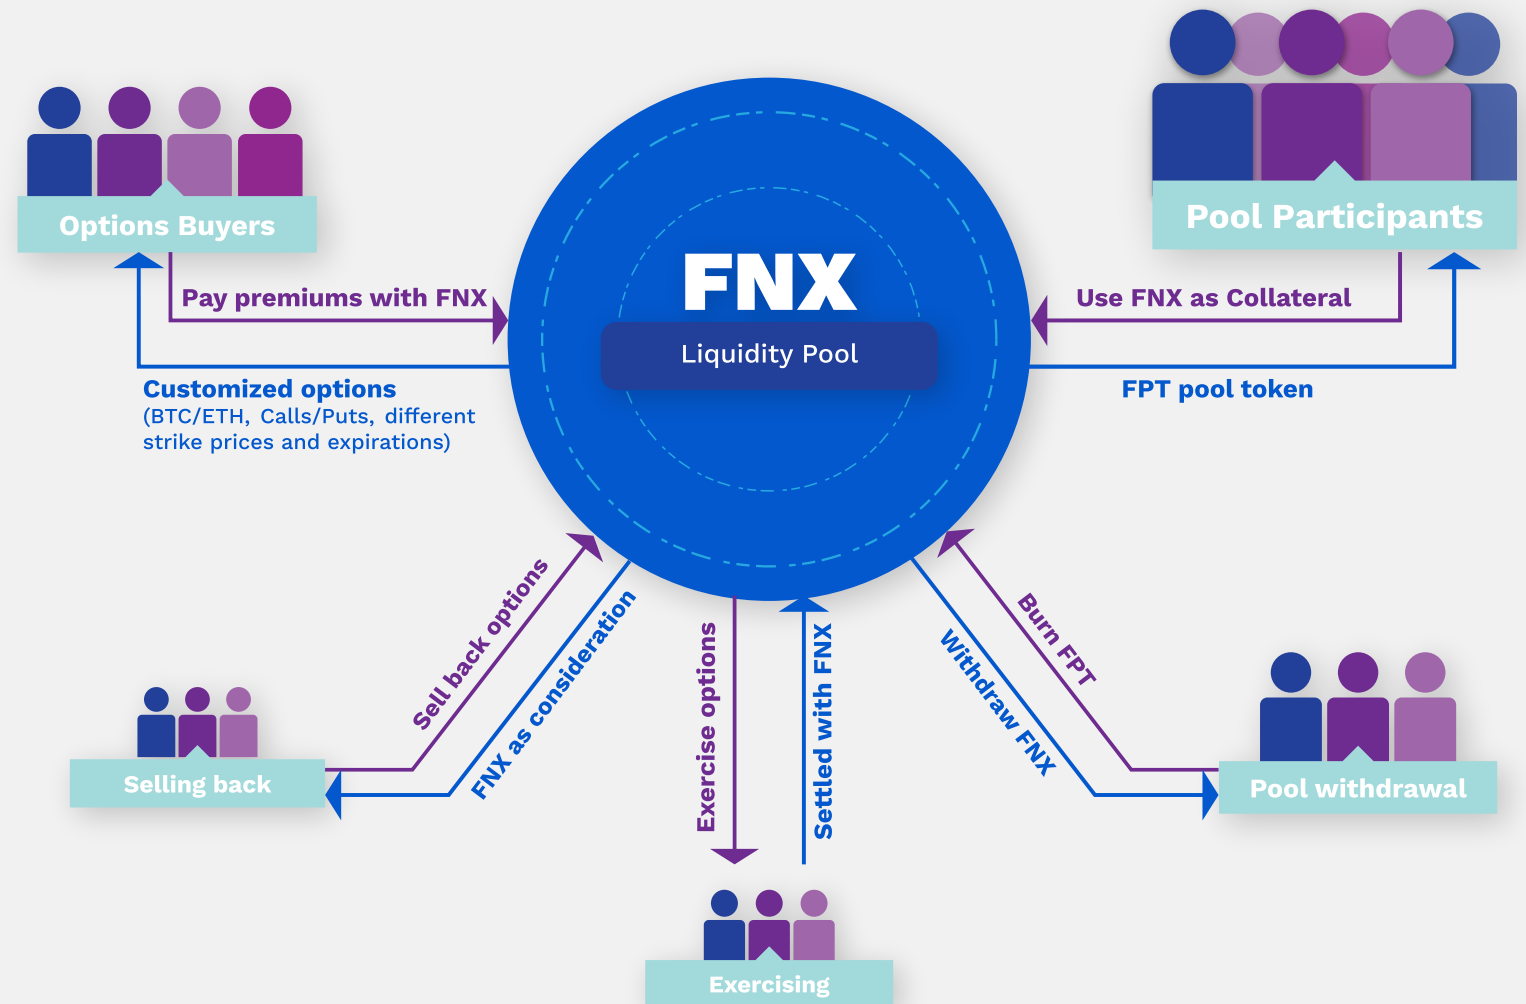 Options Buyers
Pool Participants
Pay premiums with FNX
Use FNX as Collateral
FNX
Liquidity Pool
Customized options
(BTC/ETH, Calls/Puts, different
strike prices and expirations)
FPT pool token
Sell back options
FNX as consideration
Exercise options
Settled with FNX
Withdraw FNX
Burn FPT
Selling back
Pool withdrawal
Exercising